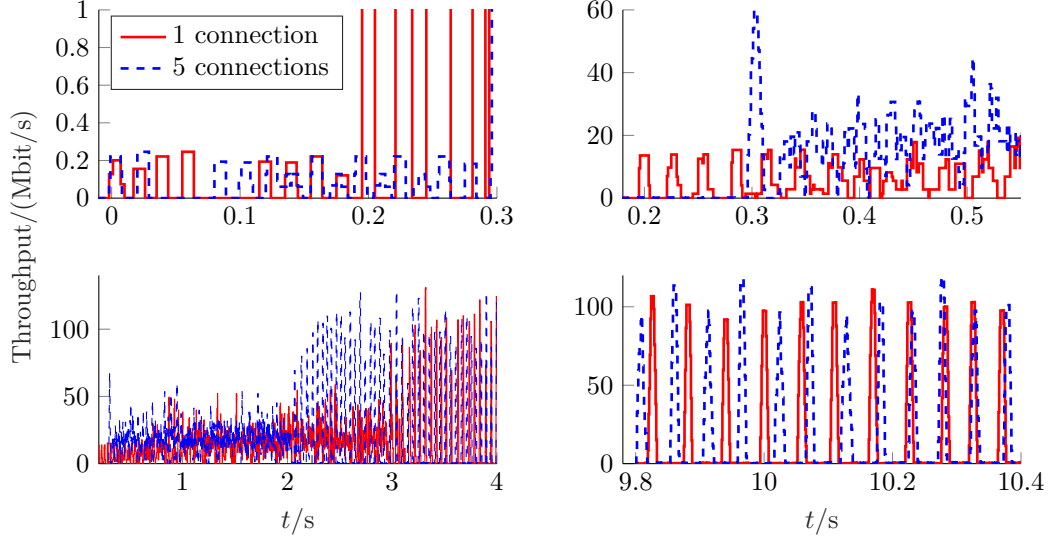 1 connection
5 connections
0 0.2 0.4 0.6 0.8 1
0 0.1 0.2 0.3
0 20 40 60
0.2 0.3 0.4 0.5
Throughput/(Mbit/s)
0 50 100
1 2 3 4
t/s
0 50 100
9.8 10 10.2 10.4
t/s